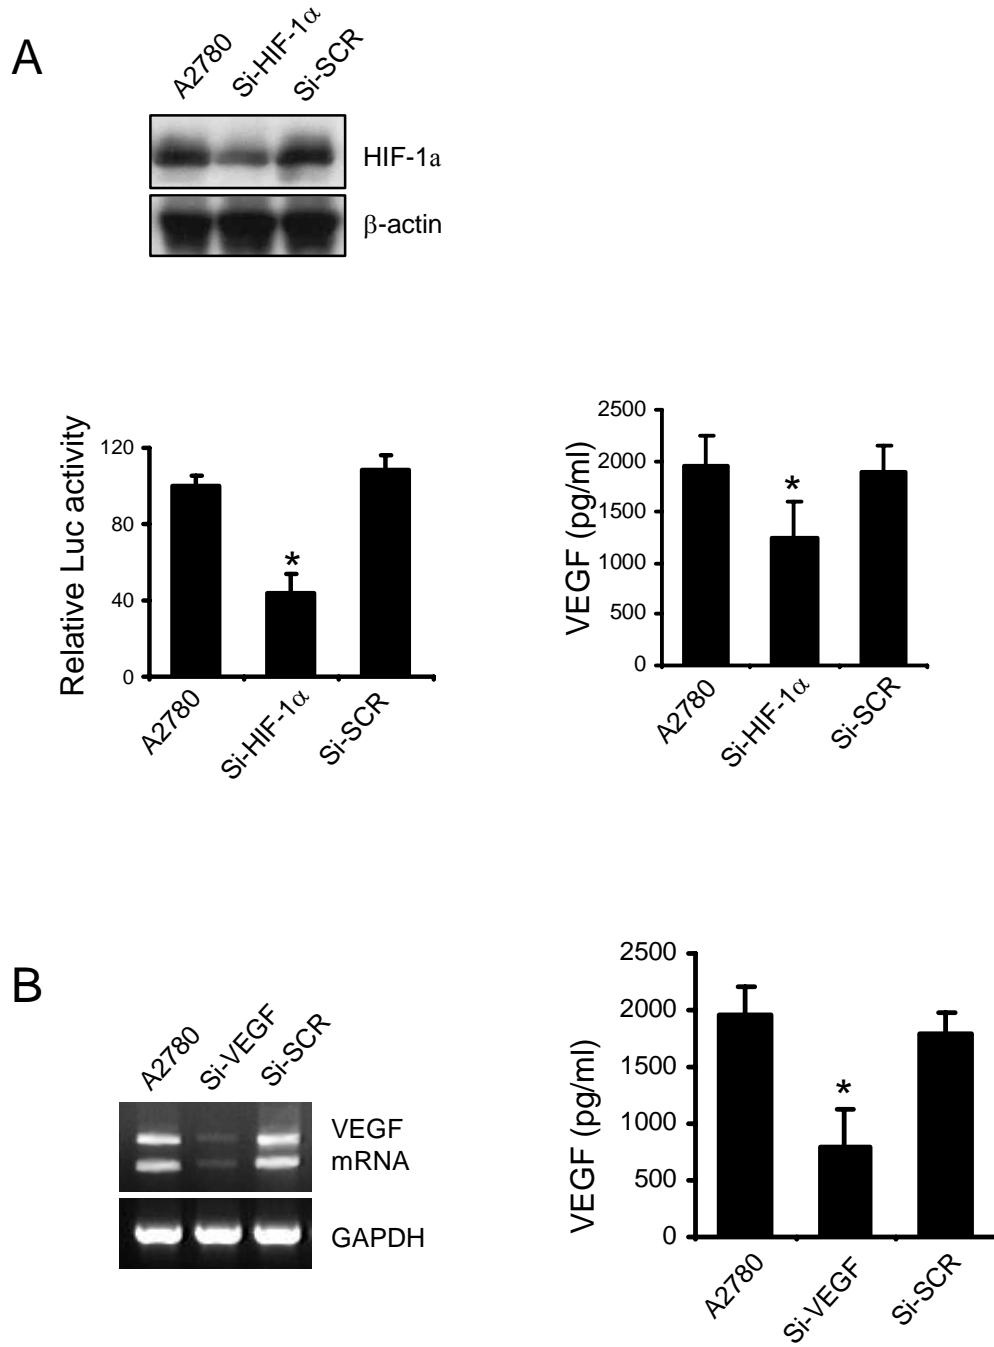 A
A2780
Si-HIF-1α
Si-SCR
HIF-1a
β-actin
Relative Luc activity
120
80
40
0
*
A2780
Si-HIF-1α
Si-SCR
VEGF (pg/ml)
2500
2000
1500
1000
500
0
*
A2780
Si-HIF-1α
Si-SCR
B
A2780
Si-VEGF
Si-SCR
VEGF
mRNA
GAPDH
VEGF (pg/ml)
2500
2000
1500
1000
500
0
*
A2780
Si-VEGF
Si-SCR